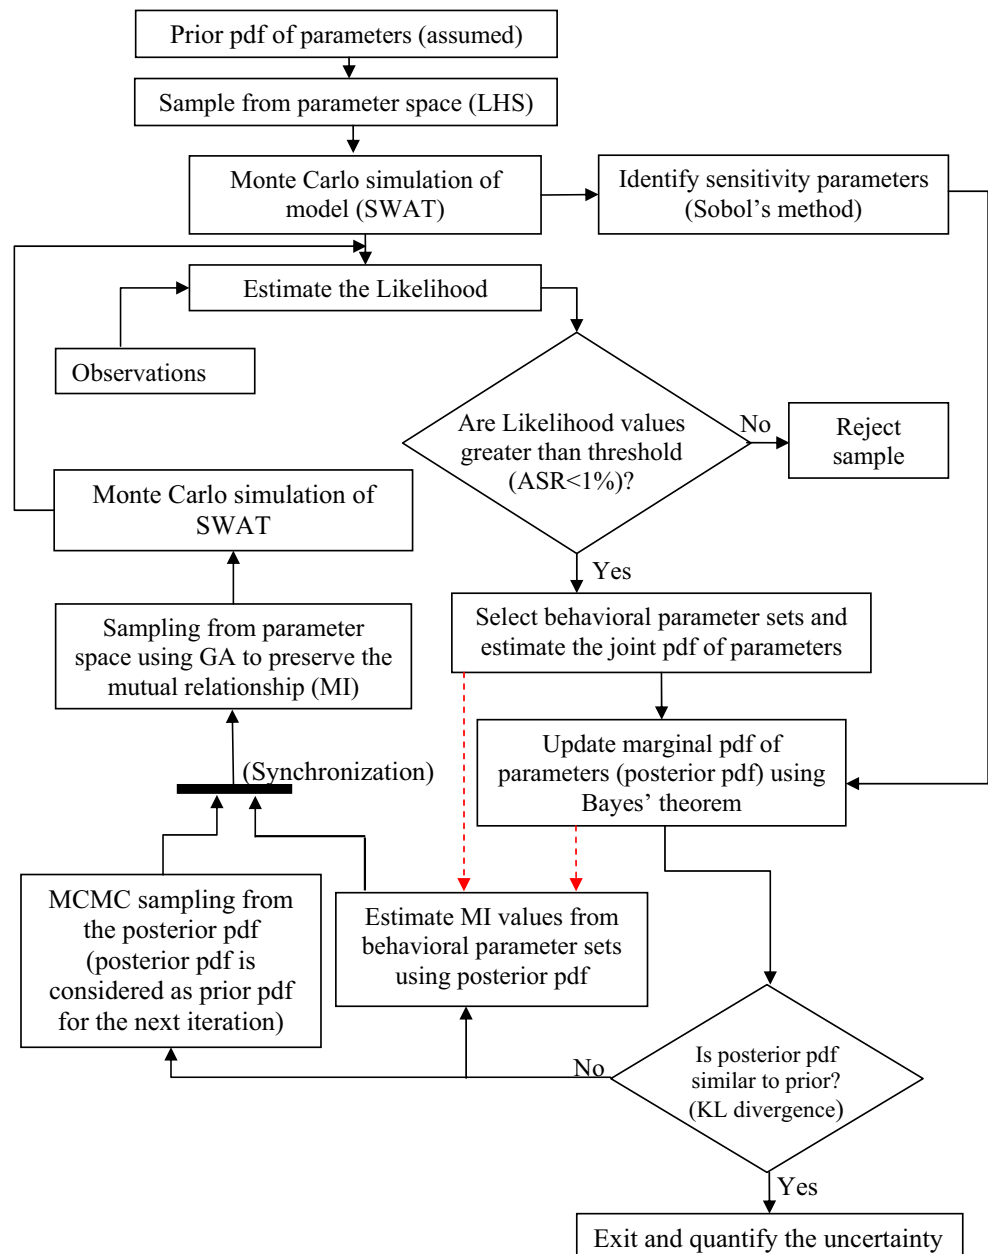 Prior pdf of parameters (assumed)
Sample from parameter space (LHS)
Monte Carlo simulation of
model (SWAT)
Identify sensitivity parameters
(Sobol's method)
Estimate the Likelihood
Observations
Are Likelihood values
greater than threshold
(ASR<1%)?
No
Reject
sample
Monte Carlo simulation of
SWAT
Yes
Select behavioral parameter sets and
estimate the joint pdf of parameters
Sampling from parameter
space using GA to preserve the
mutual relationship (MI)
Update marginal pdf of
parameters (posterior pdf) using
Bayes' theorem
(Synchronization)
MCMC sampling from
the posterior pdf
(posterior pdf is
considered as prior pdf
for the next iteration)
Estimate MI values from
behavioral parameter sets
using posterior pdf
No
Is posterior pdf
similar to prior?
(KL divergence)
Yes
Exit and quantify the uncertainty